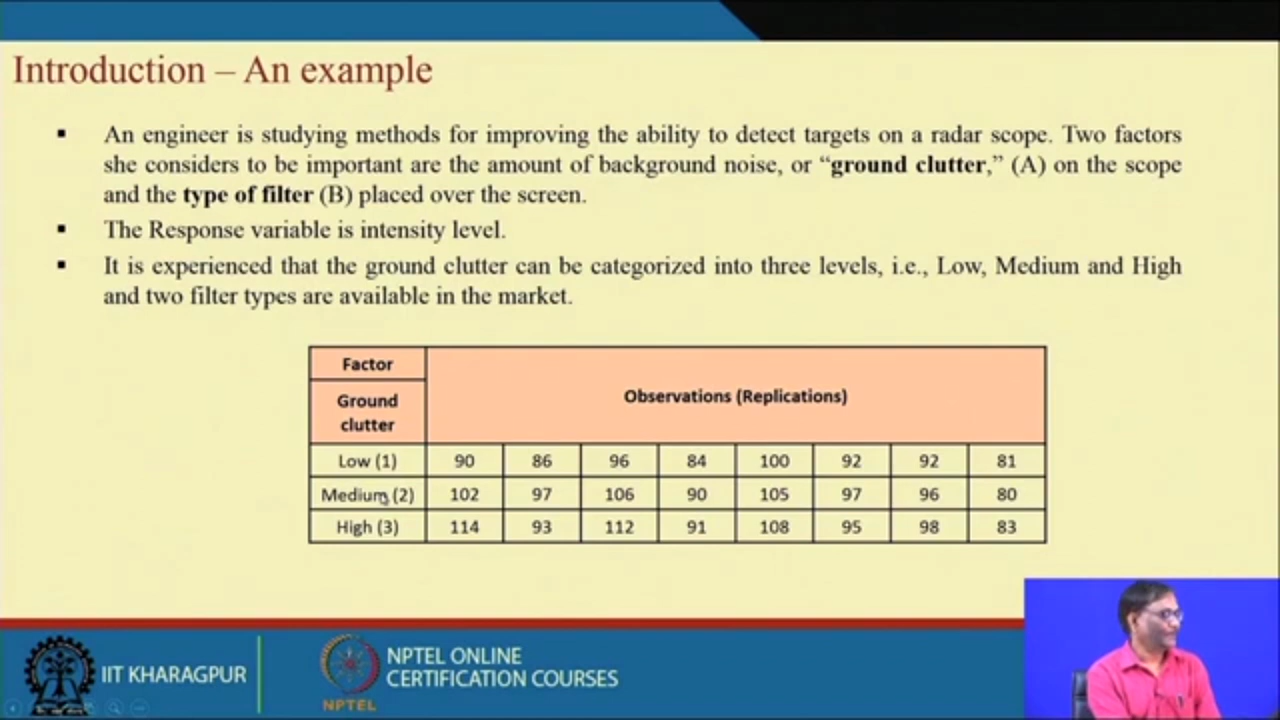 Introduction – An example
▪ An engineer is studying methods for improving the ability to detect targets on a radar scope. Two factors
she considers to be important are the amount of background noise, or “ground clutter,” (A) on the scope
and the type of filter (B) placed over the screen.
▪ The Response variable is intensity level.
▪ It is experienced that the ground clutter can be categorized into three levels, i.e., Low, Medium and High
and two filter types are available in the market.
Factor
Ground
clutter
Observations (Replications)
Low (1) 90 86 96 84 100 92 92 81
Medium (2) 102 97 106 90 105 97 96 80
High (3) 114 93 112 91 108 95 98 83
IIT KHARAGPUR
NPTEL
NPTEL ONLINE
CERTIFICATION COURSES